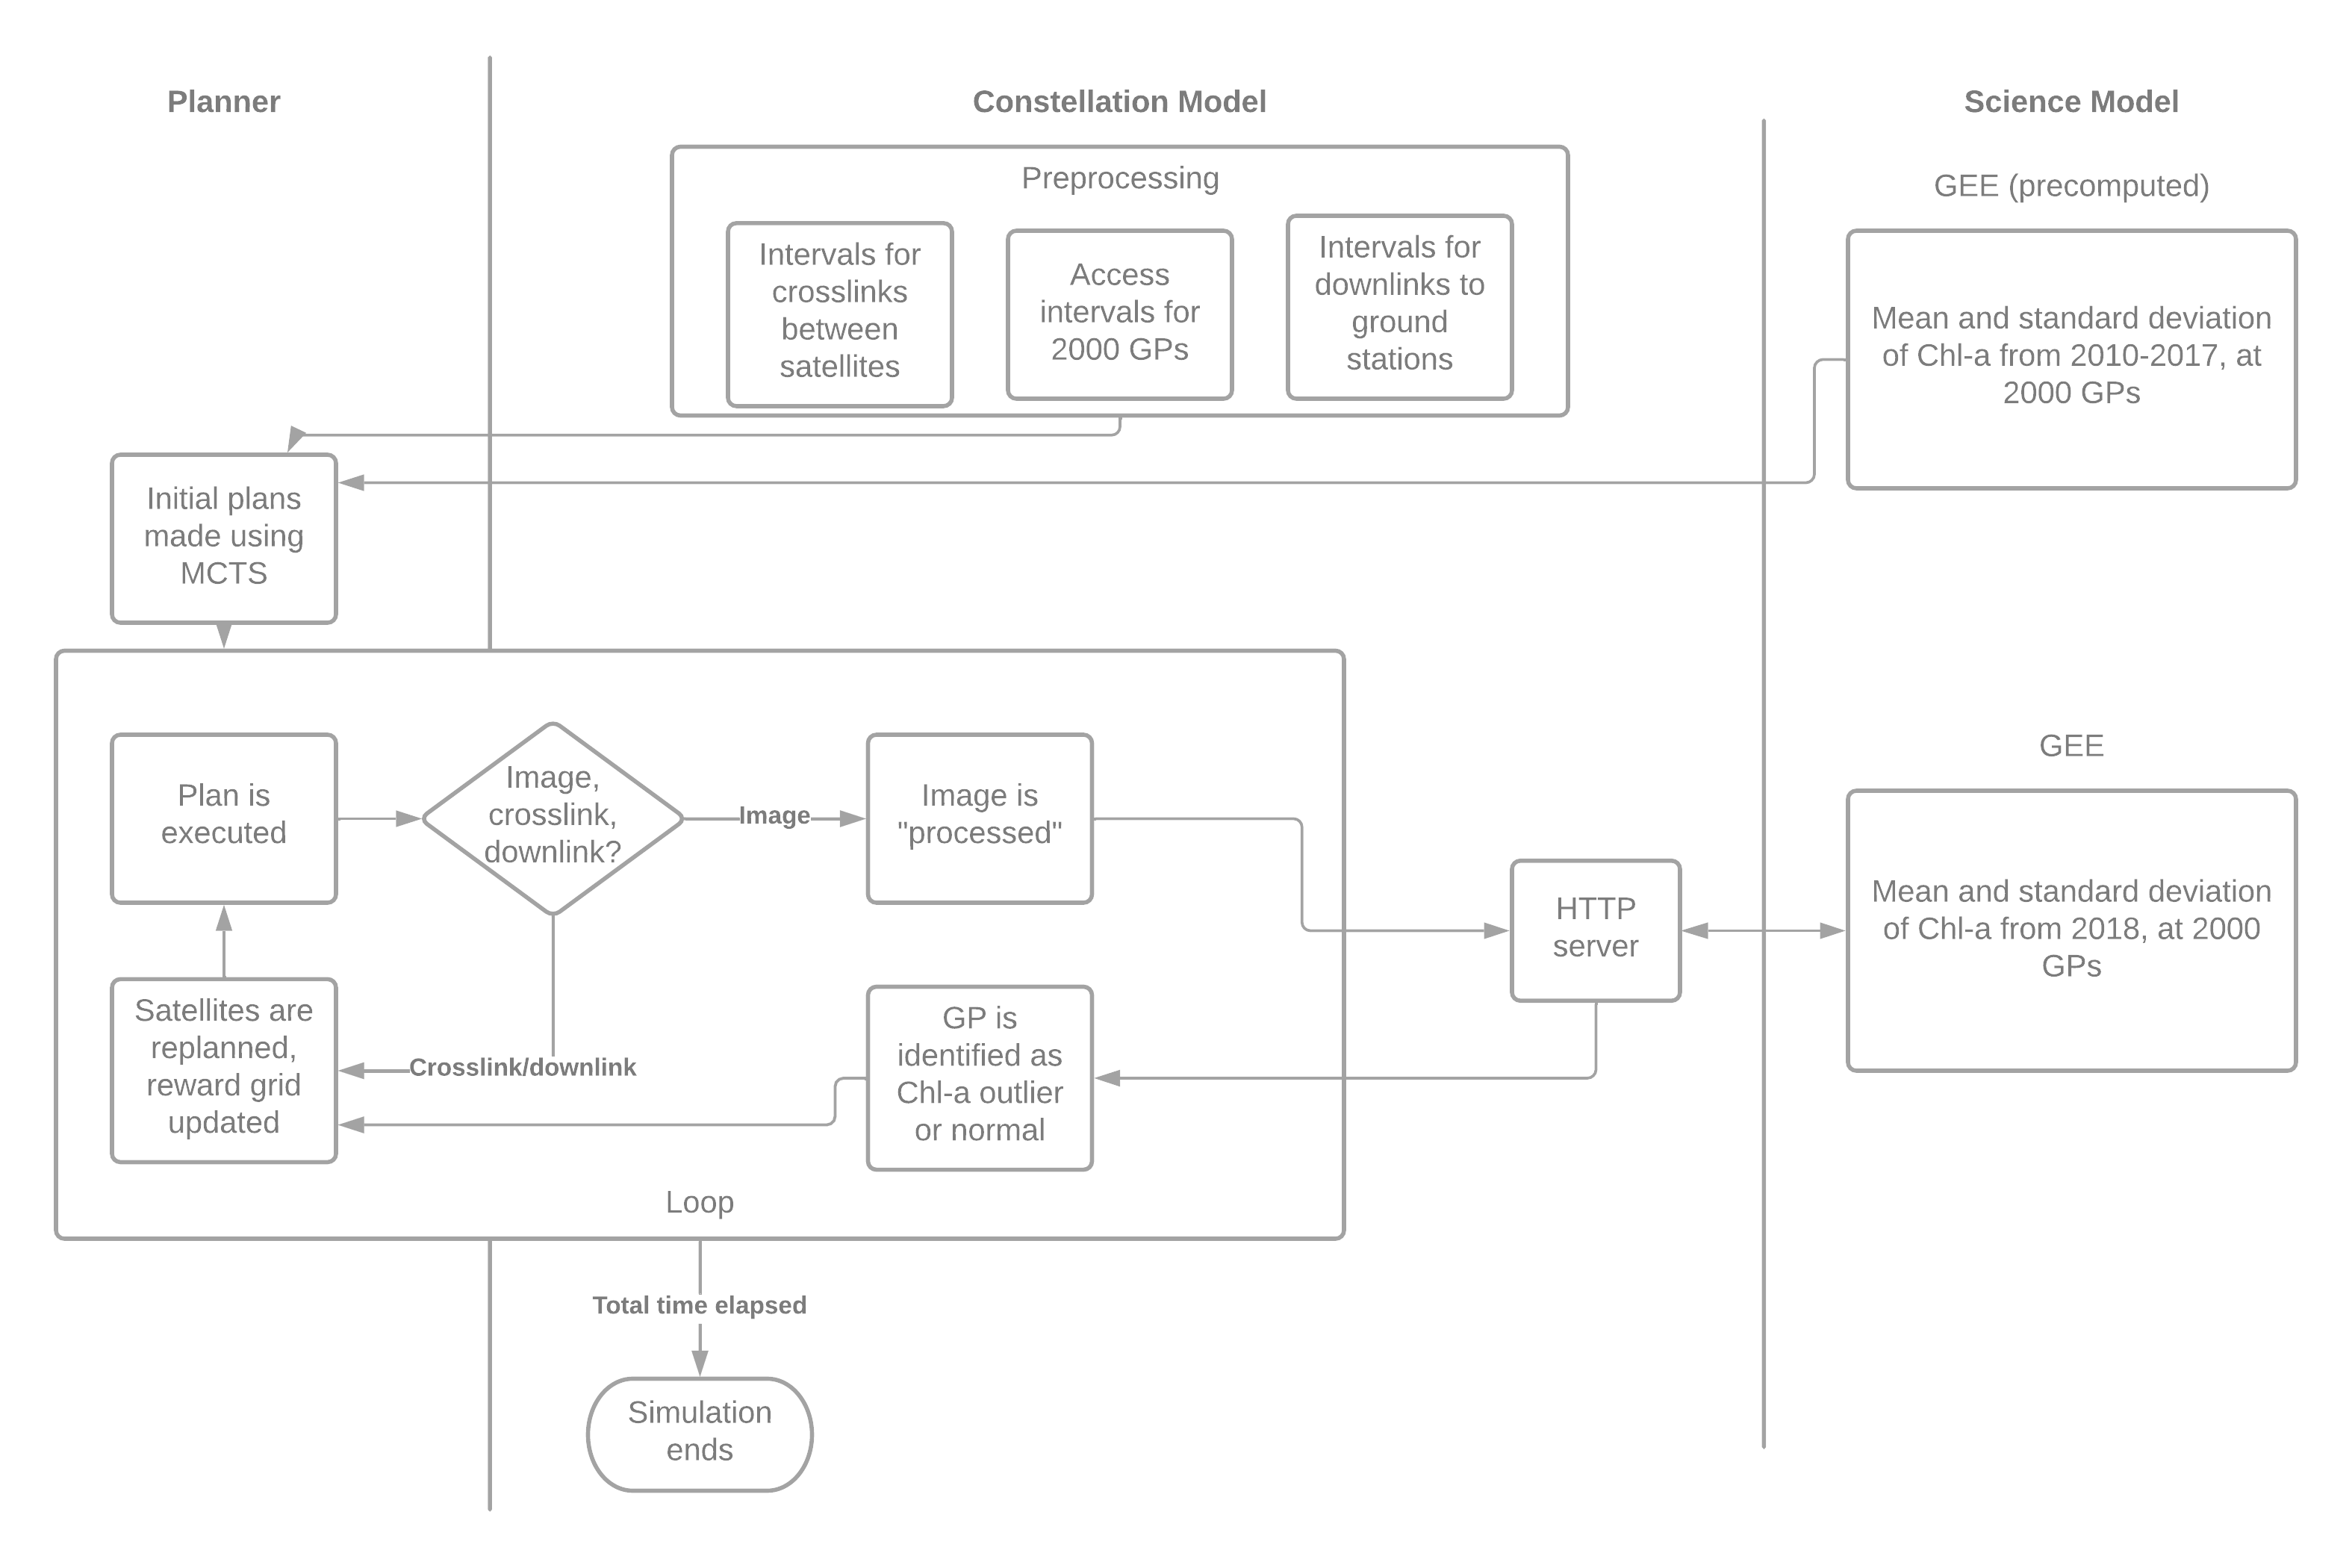 Planner
Constellation Model
Science Model
Preprocessing
GEE (precomputed)
Intervals for
crosslinks
between
satellites
Access
intervals for
2000 GPs
Intervals for
downlinks to
ground
stations
Mean and standard deviation
of Chl-a from 2010-2017, at
2000 GPs
Initial plans
made using
MCTS
Plan is
executed
Image,
crosslink,
downlink?
Image
Image is
"processed"
HTTP
server
GEE
Mean and standard deviation
of Chl-a from 2018, at 2000
GPs
Satellites are
replanned,
reward grid
updated
Crosslink/downlink
GP is
identified as
Chl-a outlier
or normal
Loop
Total time elapsed
Simulation
ends